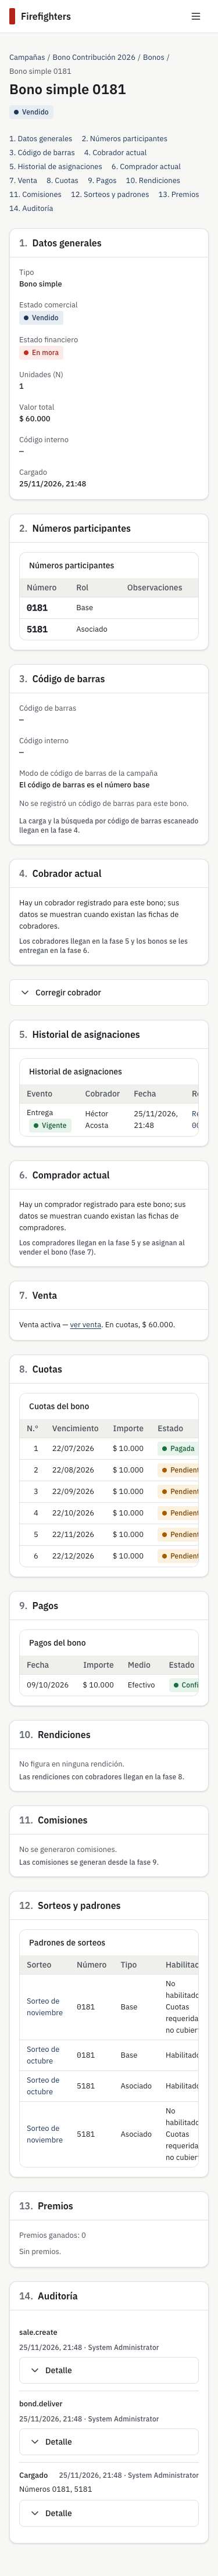 Firefighters
Campañas / Bono Contribución 2026 / Bonos /
Bono simple 0181
Bono simple 0181
Vendido
1. Datos generales 2. Números participantes
3. Código de barras 4. Cobrador actual
5. Historial de asignaciones 6. Comprador actual
7. Venta 8. Cuotas 9. Pagos 10. Rendiciones
11. Comisiones 12. Sorteos y padrones 13. Premios
14. Auditoría
1. Datos generales
Tipo
Bono simple
Estado comercial
Vendido
Estado financiero
En mora
Unidades (N)
1
Valor total
$ 60.000
Código interno
—
Cargado
25/11/2026, 21:48
2. Números participantes
Números participantes
Número Rol Observaciones
0181 Base
5181 Asociado
3. Código de barras
Código de barras
—
Código interno
—
Modo de código de barras de la campaña
El código de barras es el número base
No se registró un código de barras para este bono.
La carga y la búsqueda por código de barras escaneado
llegan en la fase 4.
4. Cobrador actual
Hay un cobrador registrado para este bono; sus
datos se muestran cuando existan las fichas de
cobradores.
Los cobradores llegan en la fase 5 y los bonos se les
entregan en la fase 6.
Corregir cobrador
5. Historial de asignaciones
Historial de asignaciones
Evento Cobrador Fecha
Entrega Héctor 25/11/2026,
Vigente Acosta 21:48
6. Comprador actual
Hay un comprador registrado para este bono; sus
datos se muestran cuando existan las fichas de
compradores.
Los compradores llegan en la fase 5 y se asignan al
vender el bono (fase 7).
7. Venta
Venta activa — ver venta. En cuotas, $ 60.000.
8. Cuotas
Cuotas del bono
N.º Vencimiento Importe Estado
1 22/07/2026 $ 10.000 Pagada
2 22/08/2026 $ 10.000 Pendient
3 22/09/2026 $ 10.000 Pendient
4 22/10/2026 $ 10.000 Pendient
5 22/11/2026 $ 10.000 Pendient
6 22/12/2026 $ 10.000 Pendient
9. Pagos
Pagos del bono
Fecha Importe Medio Estado
09/10/2026 $ 10.000 Efectivo Confi
10. Rendiciones
No figura en ninguna rendición.
Las rendiciones con cobradores llegan en la fase 8.
11. Comisiones
No se generaron comisiones.
Las comisiones se generan desde la fase 9.
12. Sorteos y padrones
Padrones de sorteos
Sorteo Número Tipo Habilitac
Sorteo de noviembre 0181 Base No habilitado Cuotas requerida no cubier
Sorteo de octubre 0181 Base Habilitado
Sorteo de octubre 5181 Asociado Habilitado
Sorteo de noviembre 5181 Asociado No habilitado Cuotas requerida no cubier
13. Premios
Premios ganados: 0
Sin premios.
14. Auditoría
sale.create
25/11/2026, 21:48 · System Administrator
Detalle
bond.deliver
25/11/2026, 21:48 · System Administrator
Detalle
Cargado 25/11/2026, 21:48 · System Administrator
Números 0181, 5181
Detalle